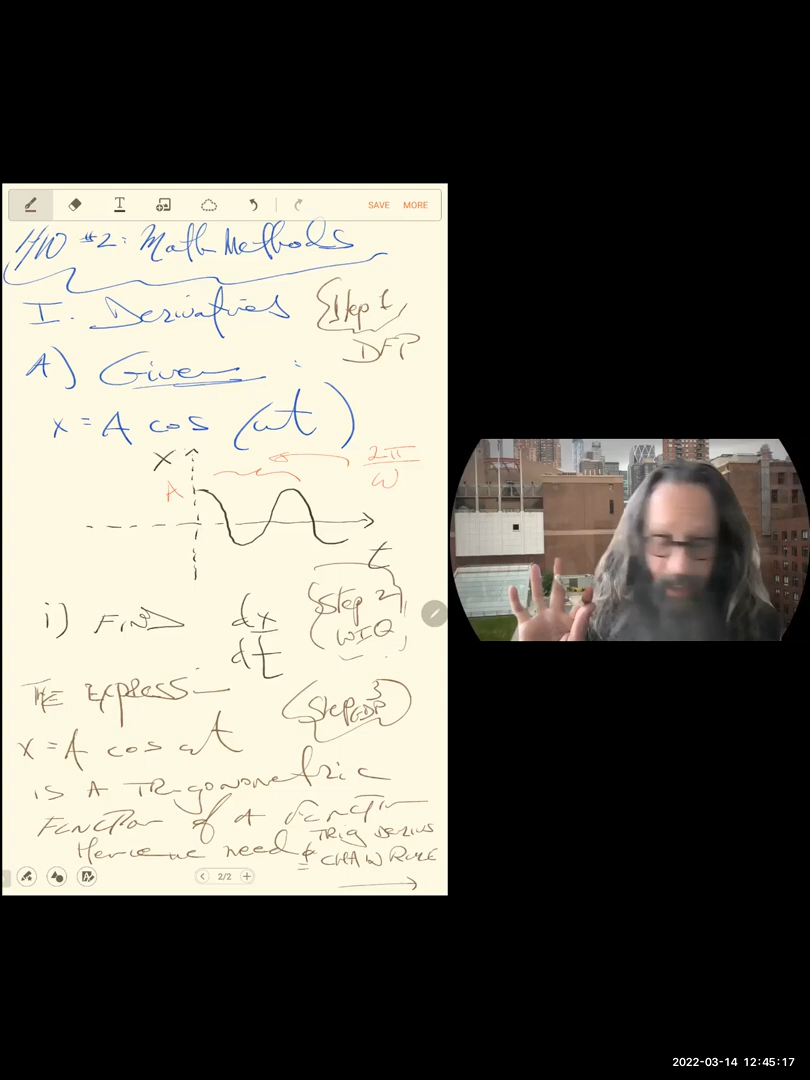 SAVE MORE
HW #2: Math Methods
I. Derivatives
Step 1
DFP
A) Given :
x = A cos (ωt)
x
2π
A
ω
t
i) FIND dx
dt
Step 2
WIQ
THE Expression
Step 3
x = A cos ωt
is A TRigonometric
Function of A Function
Hence we need TRig DERIVS
& CHAIN RULE
2/2
2022-03-14 12:45:17